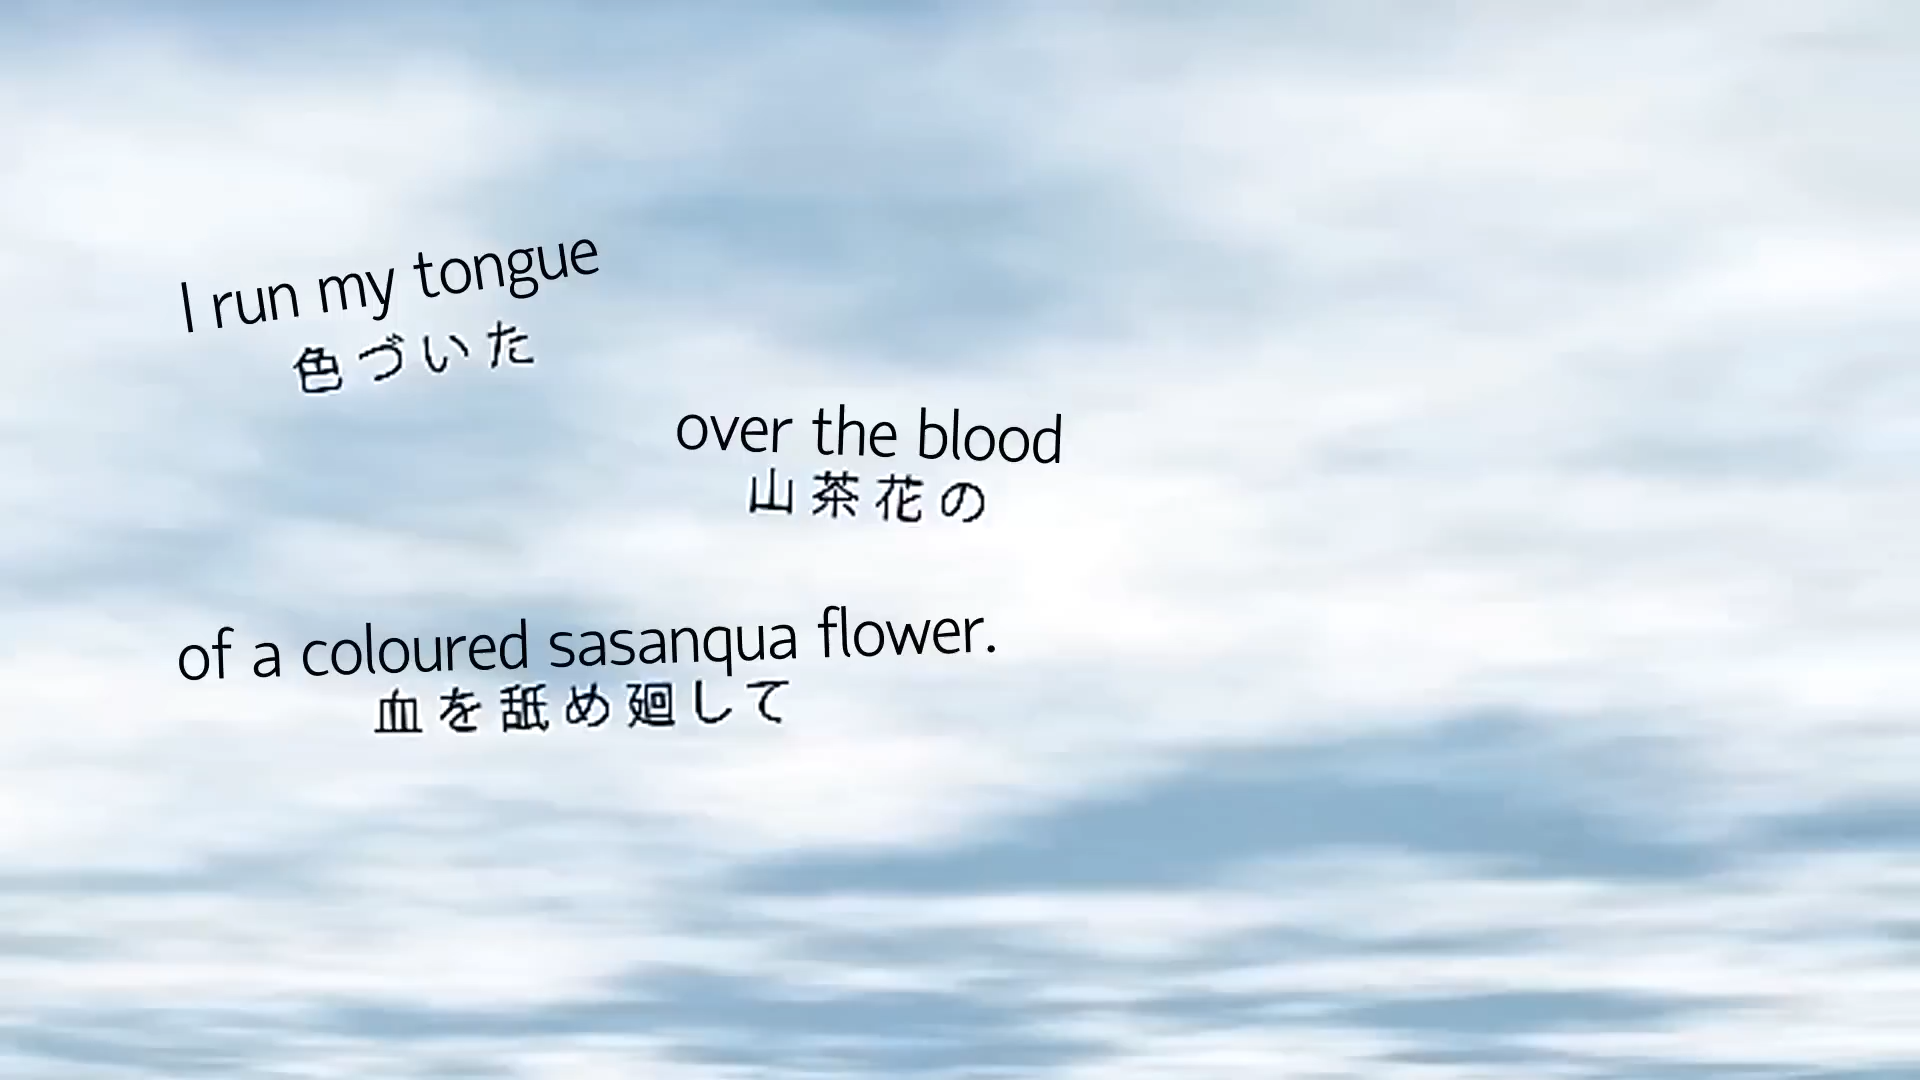 I run my tongue
色づいた
over the blood
山茶花の
of a coloured sasanqua flower.
血を舐め廻して